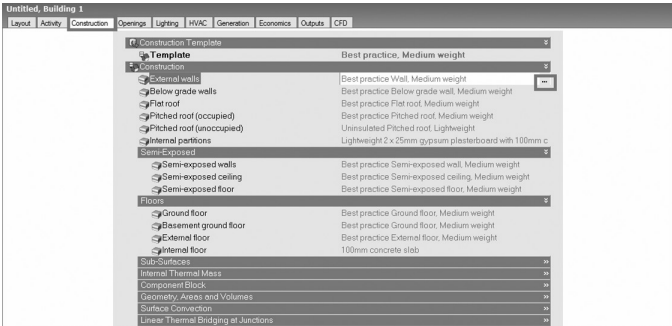 Untitled, Building 1
Layout Activity Construction Openings Lighting HVAC Generation Economics Outputs CFD
Construction Template
Template Best practice, Medium weight
Construction
External walls Best practice Wall, Medium weight ...
Below grade walls Best practice Below grade wall, Medium weight
Flat roof Best practice Flat roof, Medium weight
Pitched roof (occupied) Best practice Pitched roof, Medium weight
Pitched roof (unoccupied) Uninsulated Pitched roof, Lightweight
Internal partitions Lightweight 2 x 25mm gypsum plasterboard with 100mm c
Semi-Exposed
Semi-exposed walls Best practice Semi-exposed wall, Medium weight
Semi-exposed ceiling Best practice Semi-exposed ceiling, Medium weight
Semi-exposed floor Best practice Semi-exposed floor, Medium weight
Floors
Ground floor Best practice Ground floor, Medium weight
Basement ground floor Best practice Ground floor, Medium weight
External floor Best practice External floor, Medium weight
Internal floor 100mm concrete slab
Sub-Surfaces
Internal Thermal Mass
Component Block
Geometry, Areas and Volumes
Surface Convection
Linear Thermal Bridging at Junctions